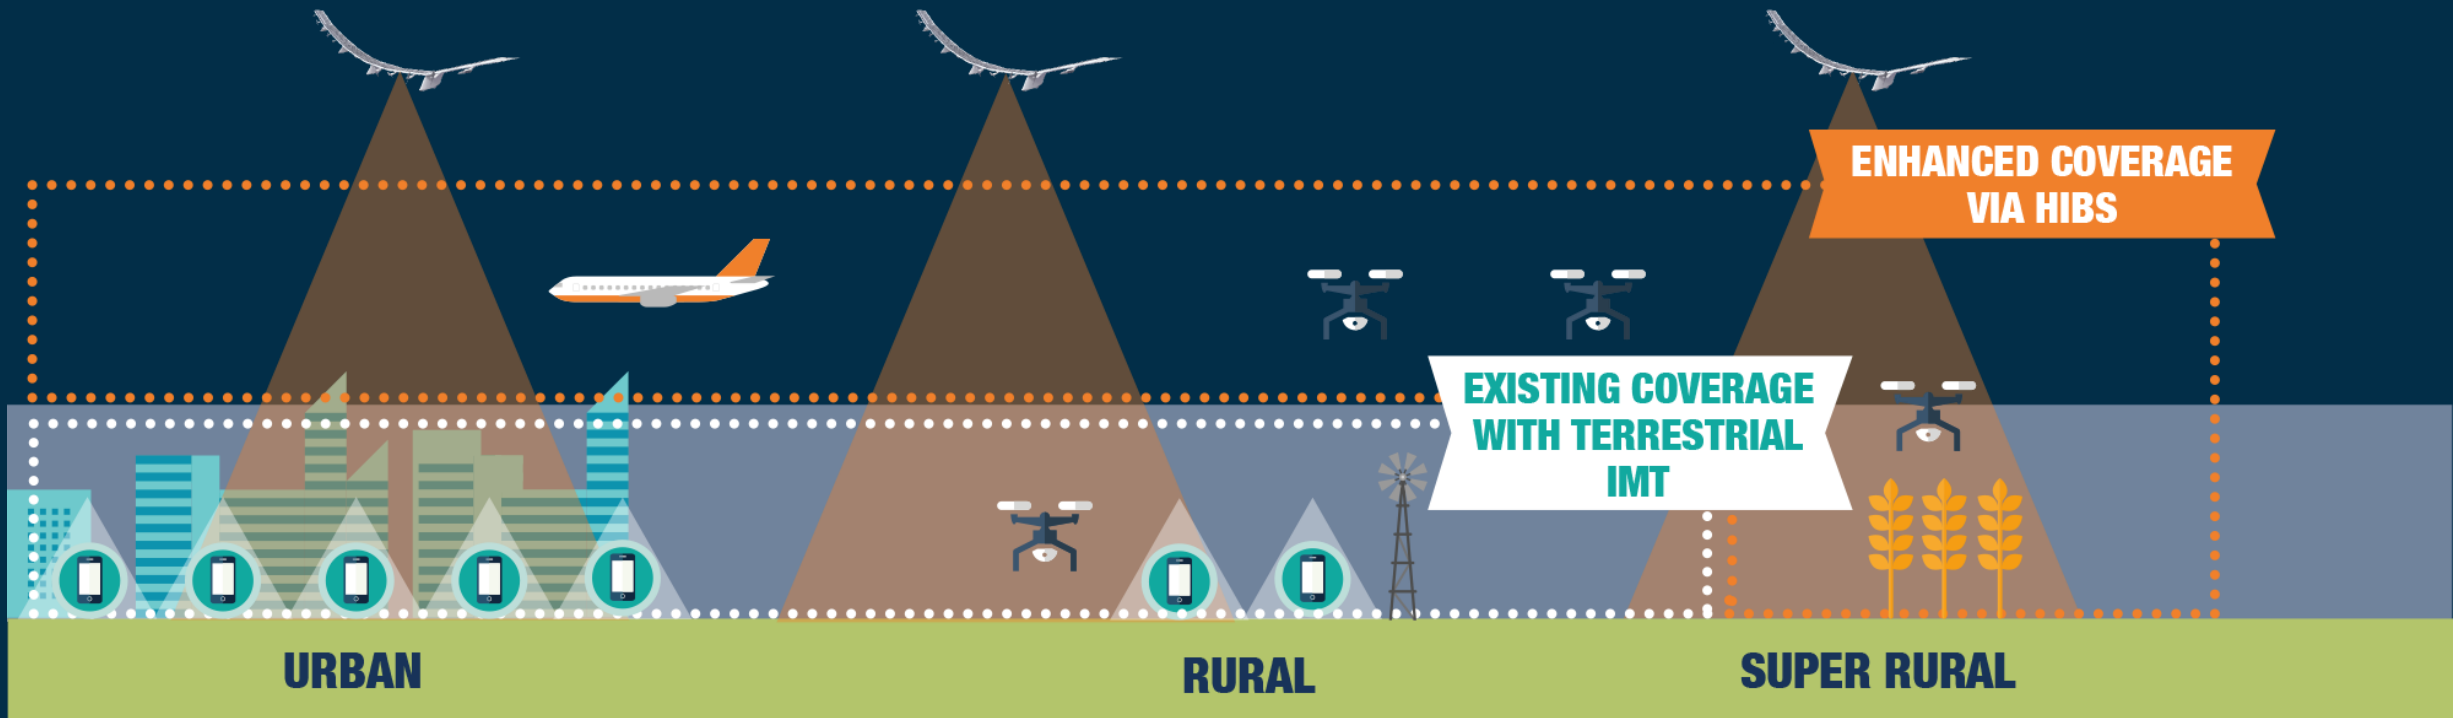 ENHANCED COVERAGE
VIA HIBS
EXISTING COVERAGE
WITH TERRESTRIAL
IMT
URBAN
RURAL
SUPER RURAL